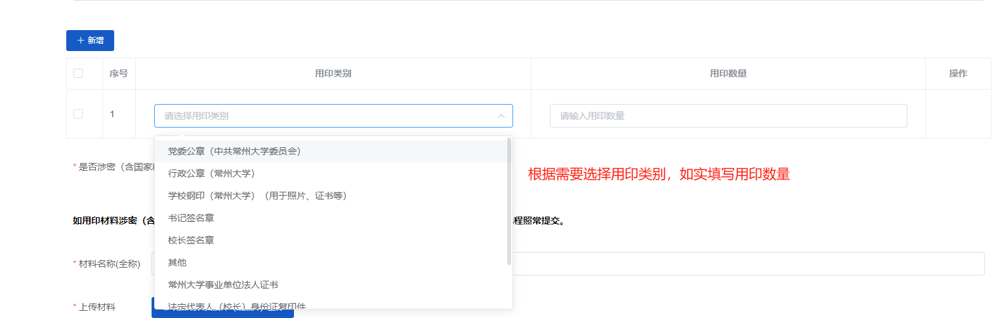 + 新增
序号 用印类别 用印数量 操作
1 请选择用印类别 请输入用印数量
党委公章（中共常州大学委员会）
* 是否涉密（含国家
行政公章（常州大学）
根据需要选择用印类别，如实填写用印数量
学校钢印（常州大学）（用于照片、证书等）
书记签名章
如用印材料涉密（含
程照常提交。
校长签名章
其他
* 材料名称(全称)
常州大学事业单位法人证书
* 上传材料
法定代表人（校长）身份证复印件